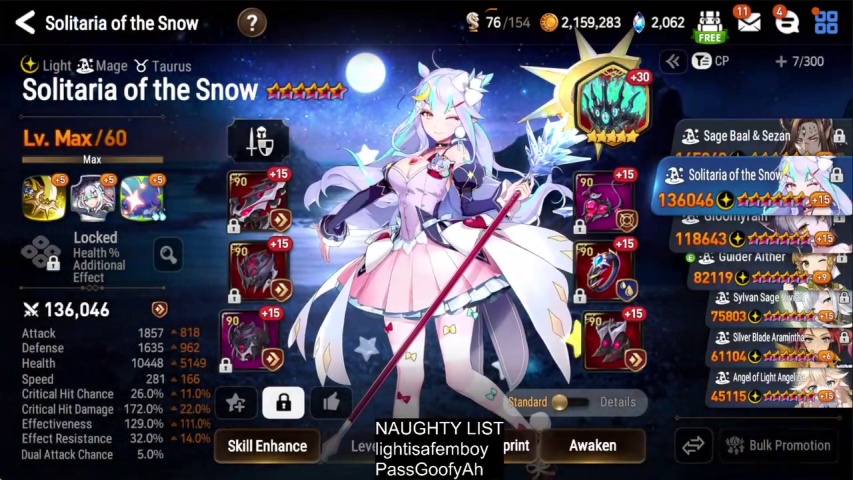 Solitaria of the Snow
?
76/154
2,159,283
2,062
FREE
11
4
Light Mage Taurus
Solitaria of the Snow
+30
CP
7/300
Lv. Max/60
Max
+5
+5
+5
Locked
Health %
Additional
Effect
136,046
Attack 1857 818
Defense 1635 962
Health 10448 5149
Speed 281 166
Critical Hit Chance 26.0% 11.0%
Critical Hit Damage 172.0% 22.0%
Effectiveness 129.0% 111.0%
Effect Resistance 32.0% 14.0%
Dual Attack Chance 5.0%
90 +15
90 +15
90 +15
90 +15
90 +15
90 +15
Sage Baal & Sezan
Solitaria of the Snow
136046 +15
118643 +15
Guider Aither
82119 +9
Sylvan Sage
75803 +15
Silver Blade Aramintha
61104 +6
Angel of Light Angel
45115 +15
Standard Details
Skill Enhance
Leve
print
Awaken
Bulk Promotion
NAUGHTY LIST
lightisafemboy
PassGoofyAh